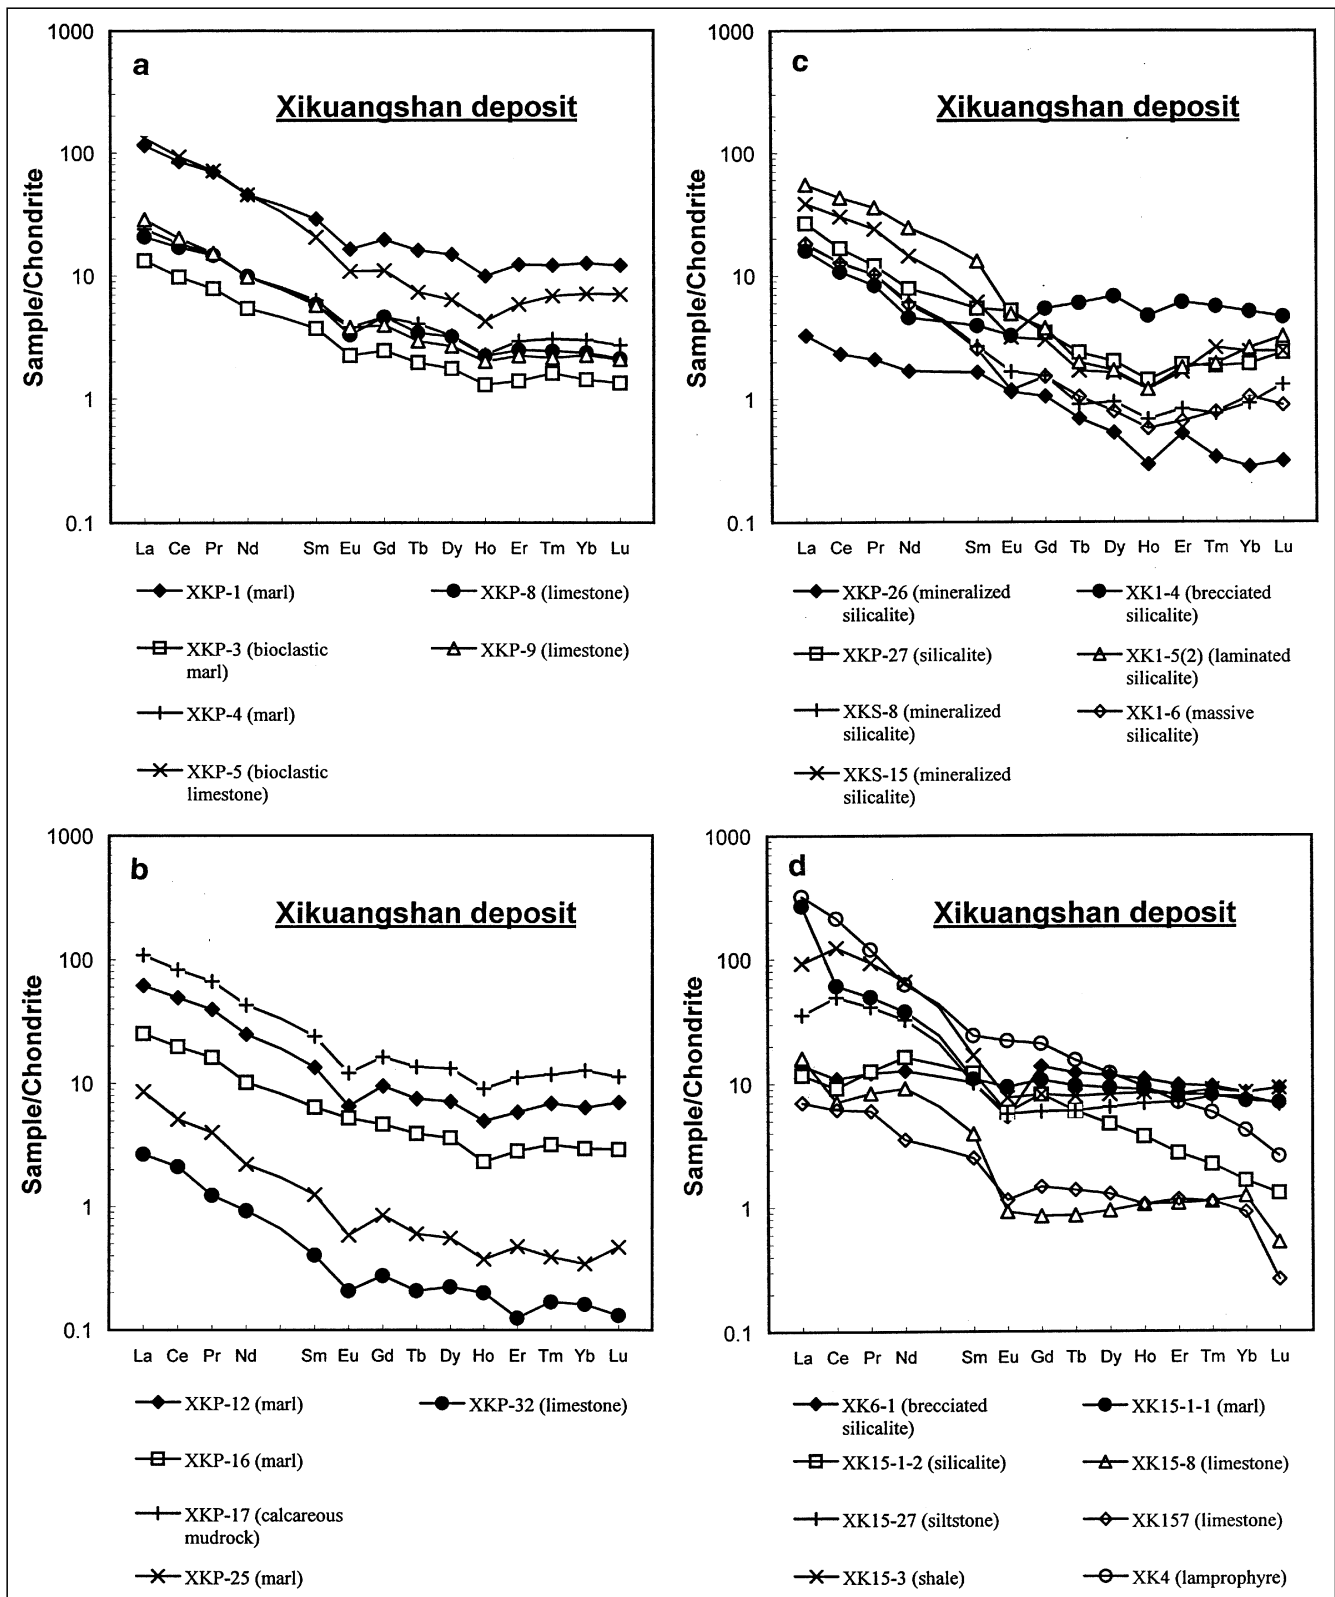 a
Xikuangshan deposit
Sample/Chondrite
1000
100
10
1
0.1
La Ce Pr Nd Sm Eu Gd Tb Dy Ho Er Tm Yb Lu
XKP-1 (marl)
XKP-8 (limestone)
XKP-3 (bioclastic
marl)
XKP-9 (limestone)
XKP-4 (marl)
XKP-5 (bioclastic
limestone)
c
Xikuangshan deposit
Sample/Chondrite
1000
100
10
1
0.1
La Ce Pr Nd Sm Eu Gd Tb Dy Ho Er Tm Yb Lu
XKP-26 (mineralized
silicalite)
XK1-4 (brecciated
silicalite)
XKP-27 (silicalite)
XK1-5(2) (laminated
silicalite)
XKS-8 (mineralized
silicalite)
XK1-6 (massive
silicalite)
XKS-15 (mineralized
silicalite)
b
Xikuangshan deposit
Sample/Chondrite
1000
100
10
1
0.1
La Ce Pr Nd Sm Eu Gd Tb Dy Ho Er Tm Yb Lu
XKP-12 (marl)
XKP-32 (limestone)
XKP-16 (marl)
XKP-17 (calcareous
mudrock)
XKP-25 (marl)
d
Xikuangshan deposit
Sample/Chondrite
1000
100
10
1
0.1
La Ce Pr Nd Sm Eu Gd Tb Dy Ho Er Tm Yb Lu
XK6-1 (brecciated
silicalite)
XK15-1-1 (marl)
XK15-1-2 (silicalite)
XK15-8 (limestone)
XK15-27 (siltstone)
XK157 (limestone)
XK15-3 (shale)
XK4 (lamprophyre)